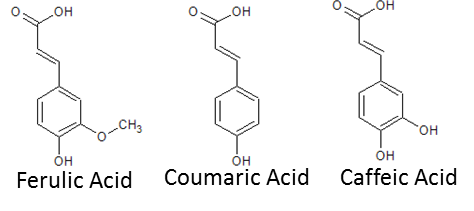 O OH O OH O OH
O CH3 OH
OH OH OH
Ferulic Acid Coumaric Acid Caffeic Acid